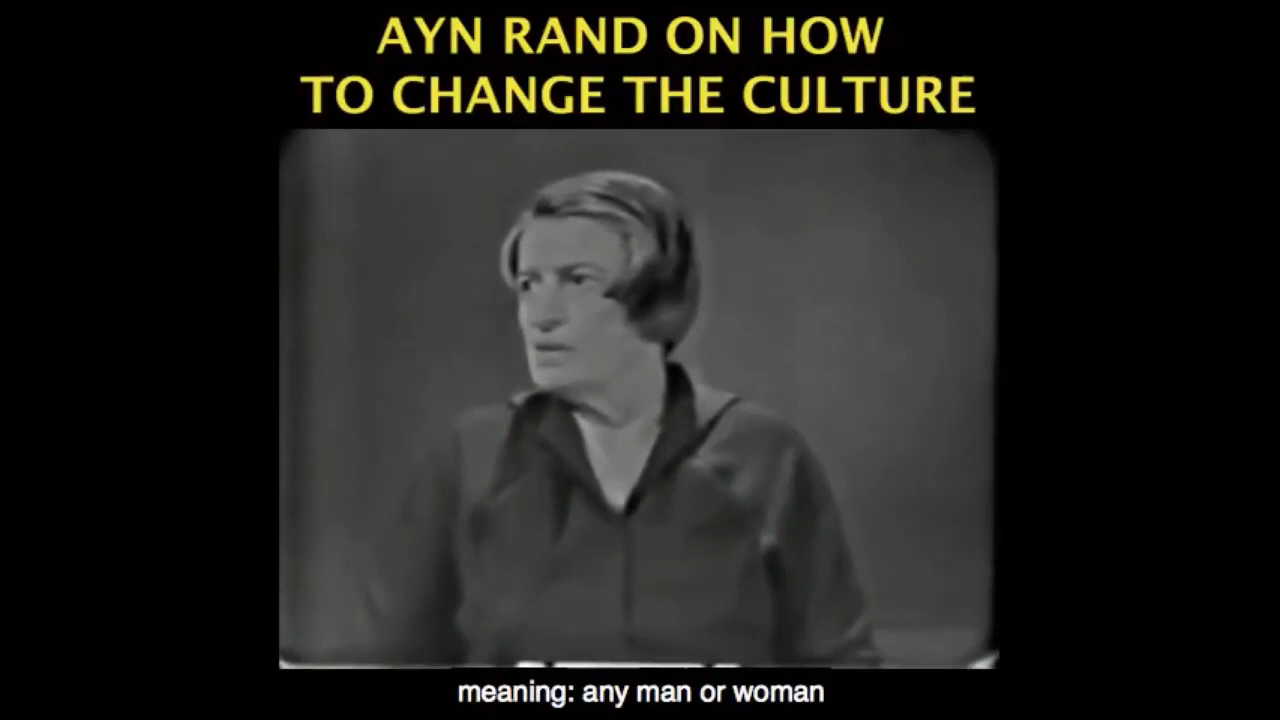 AYN RAND ON HOW
TO CHANGE THE CULTURE
meaning: any man or woman